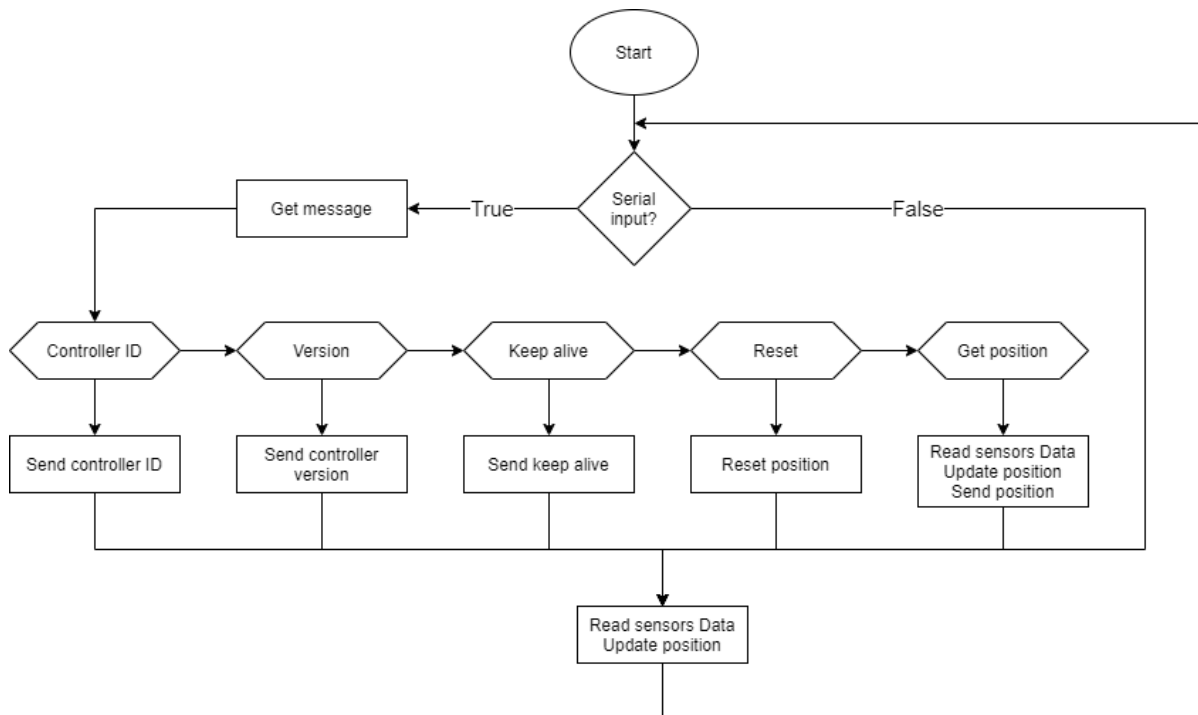 Start
Serial
input?
True
False
Get message
Controller ID
Version
Keep alive
Reset
Get position
Send controller ID
Send controller
version
Send keep alive
Reset position
Read sensors Data
Update position
Send position
Read sensors Data
Update position